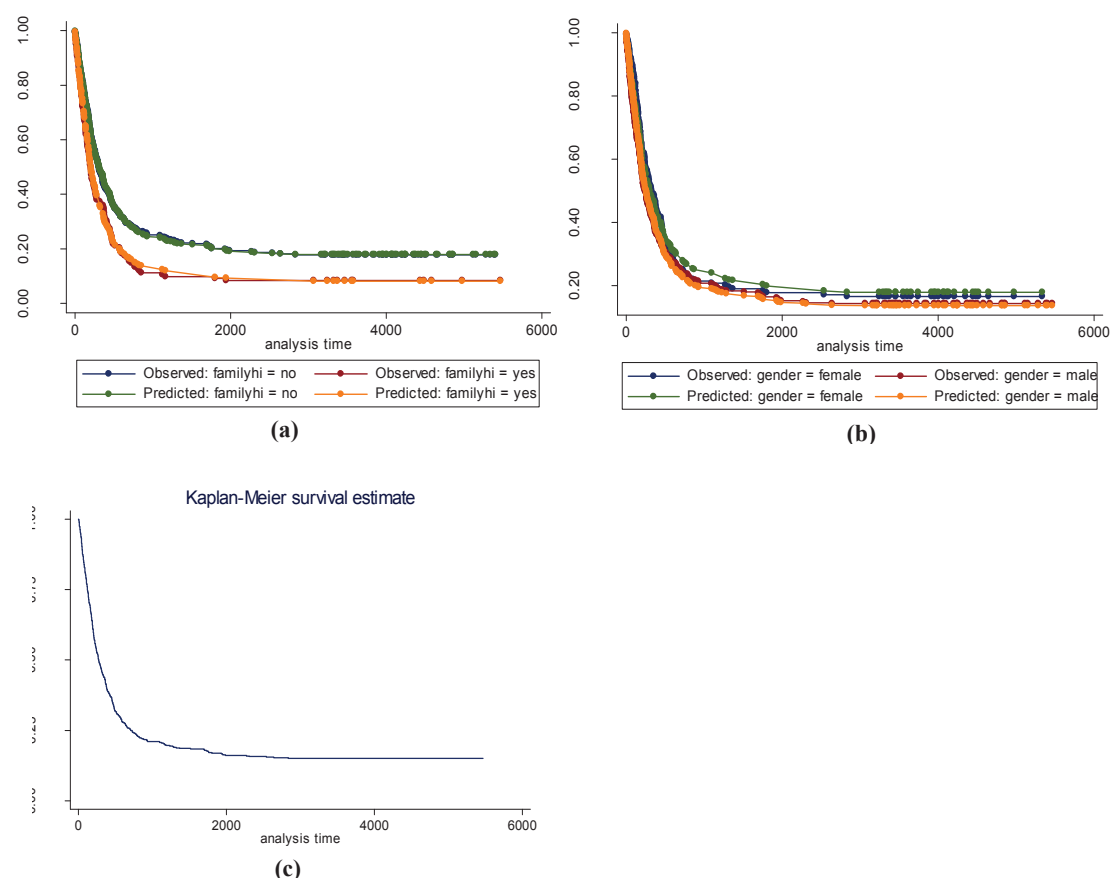 1.00
0.80
0.60
0.40
0.20
0.00
0 2000 4000 6000
analysis time
Observed: familyhi = no Observed: familyhi = yes
Predicted: familyhi = no Predicted: familyhi = yes
(a)
1.00
0.80
0.60
0.40
0.20
0 2000 4000 6000
analysis time
Observed: gender = female Observed: gender = male
Predicted: gender = female Predicted: gender = male
(b)
Kaplan-Meier survival estimate
0 2000 4000 6000
analysis time
(c)